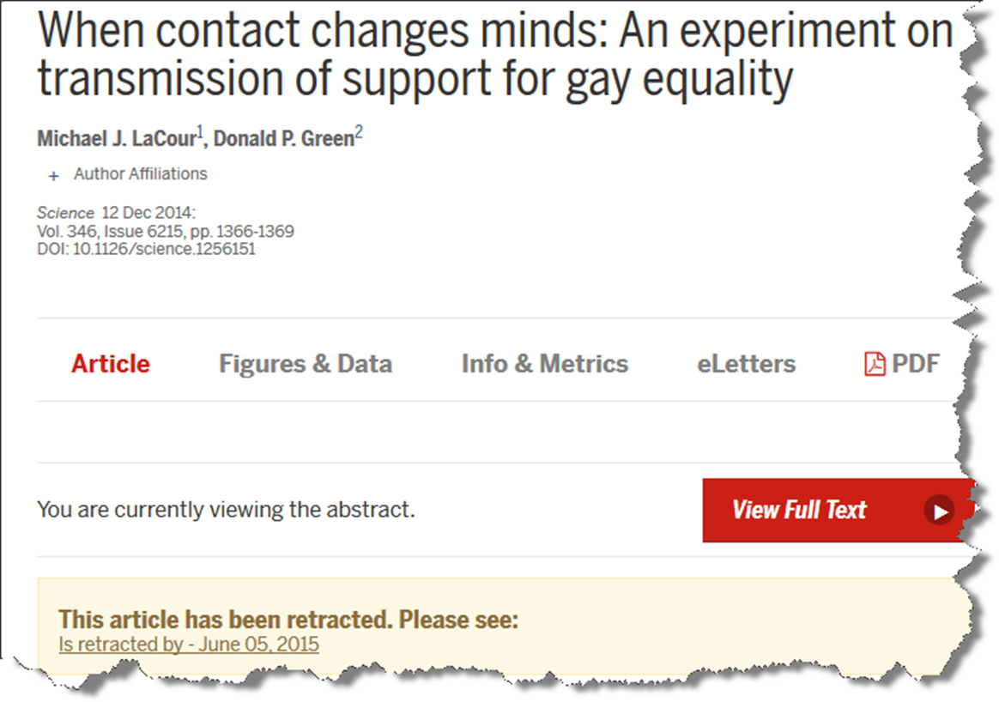 When contact changes minds: An experiment on
transmission of support for gay equality
Michael J. LaCour1, Donald P. Green2
+ Author Affiliations
Science 12 Dec 2014:
Vol. 346, Issue 6215, pp. 1366-1369
DOI: 10.1126/science.1256151
Article Figures & Data Info & Metrics eLetters PDF
You are currently viewing the abstract. View Full Text
This article has been retracted. Please see:
Is retracted by - June 05, 2015